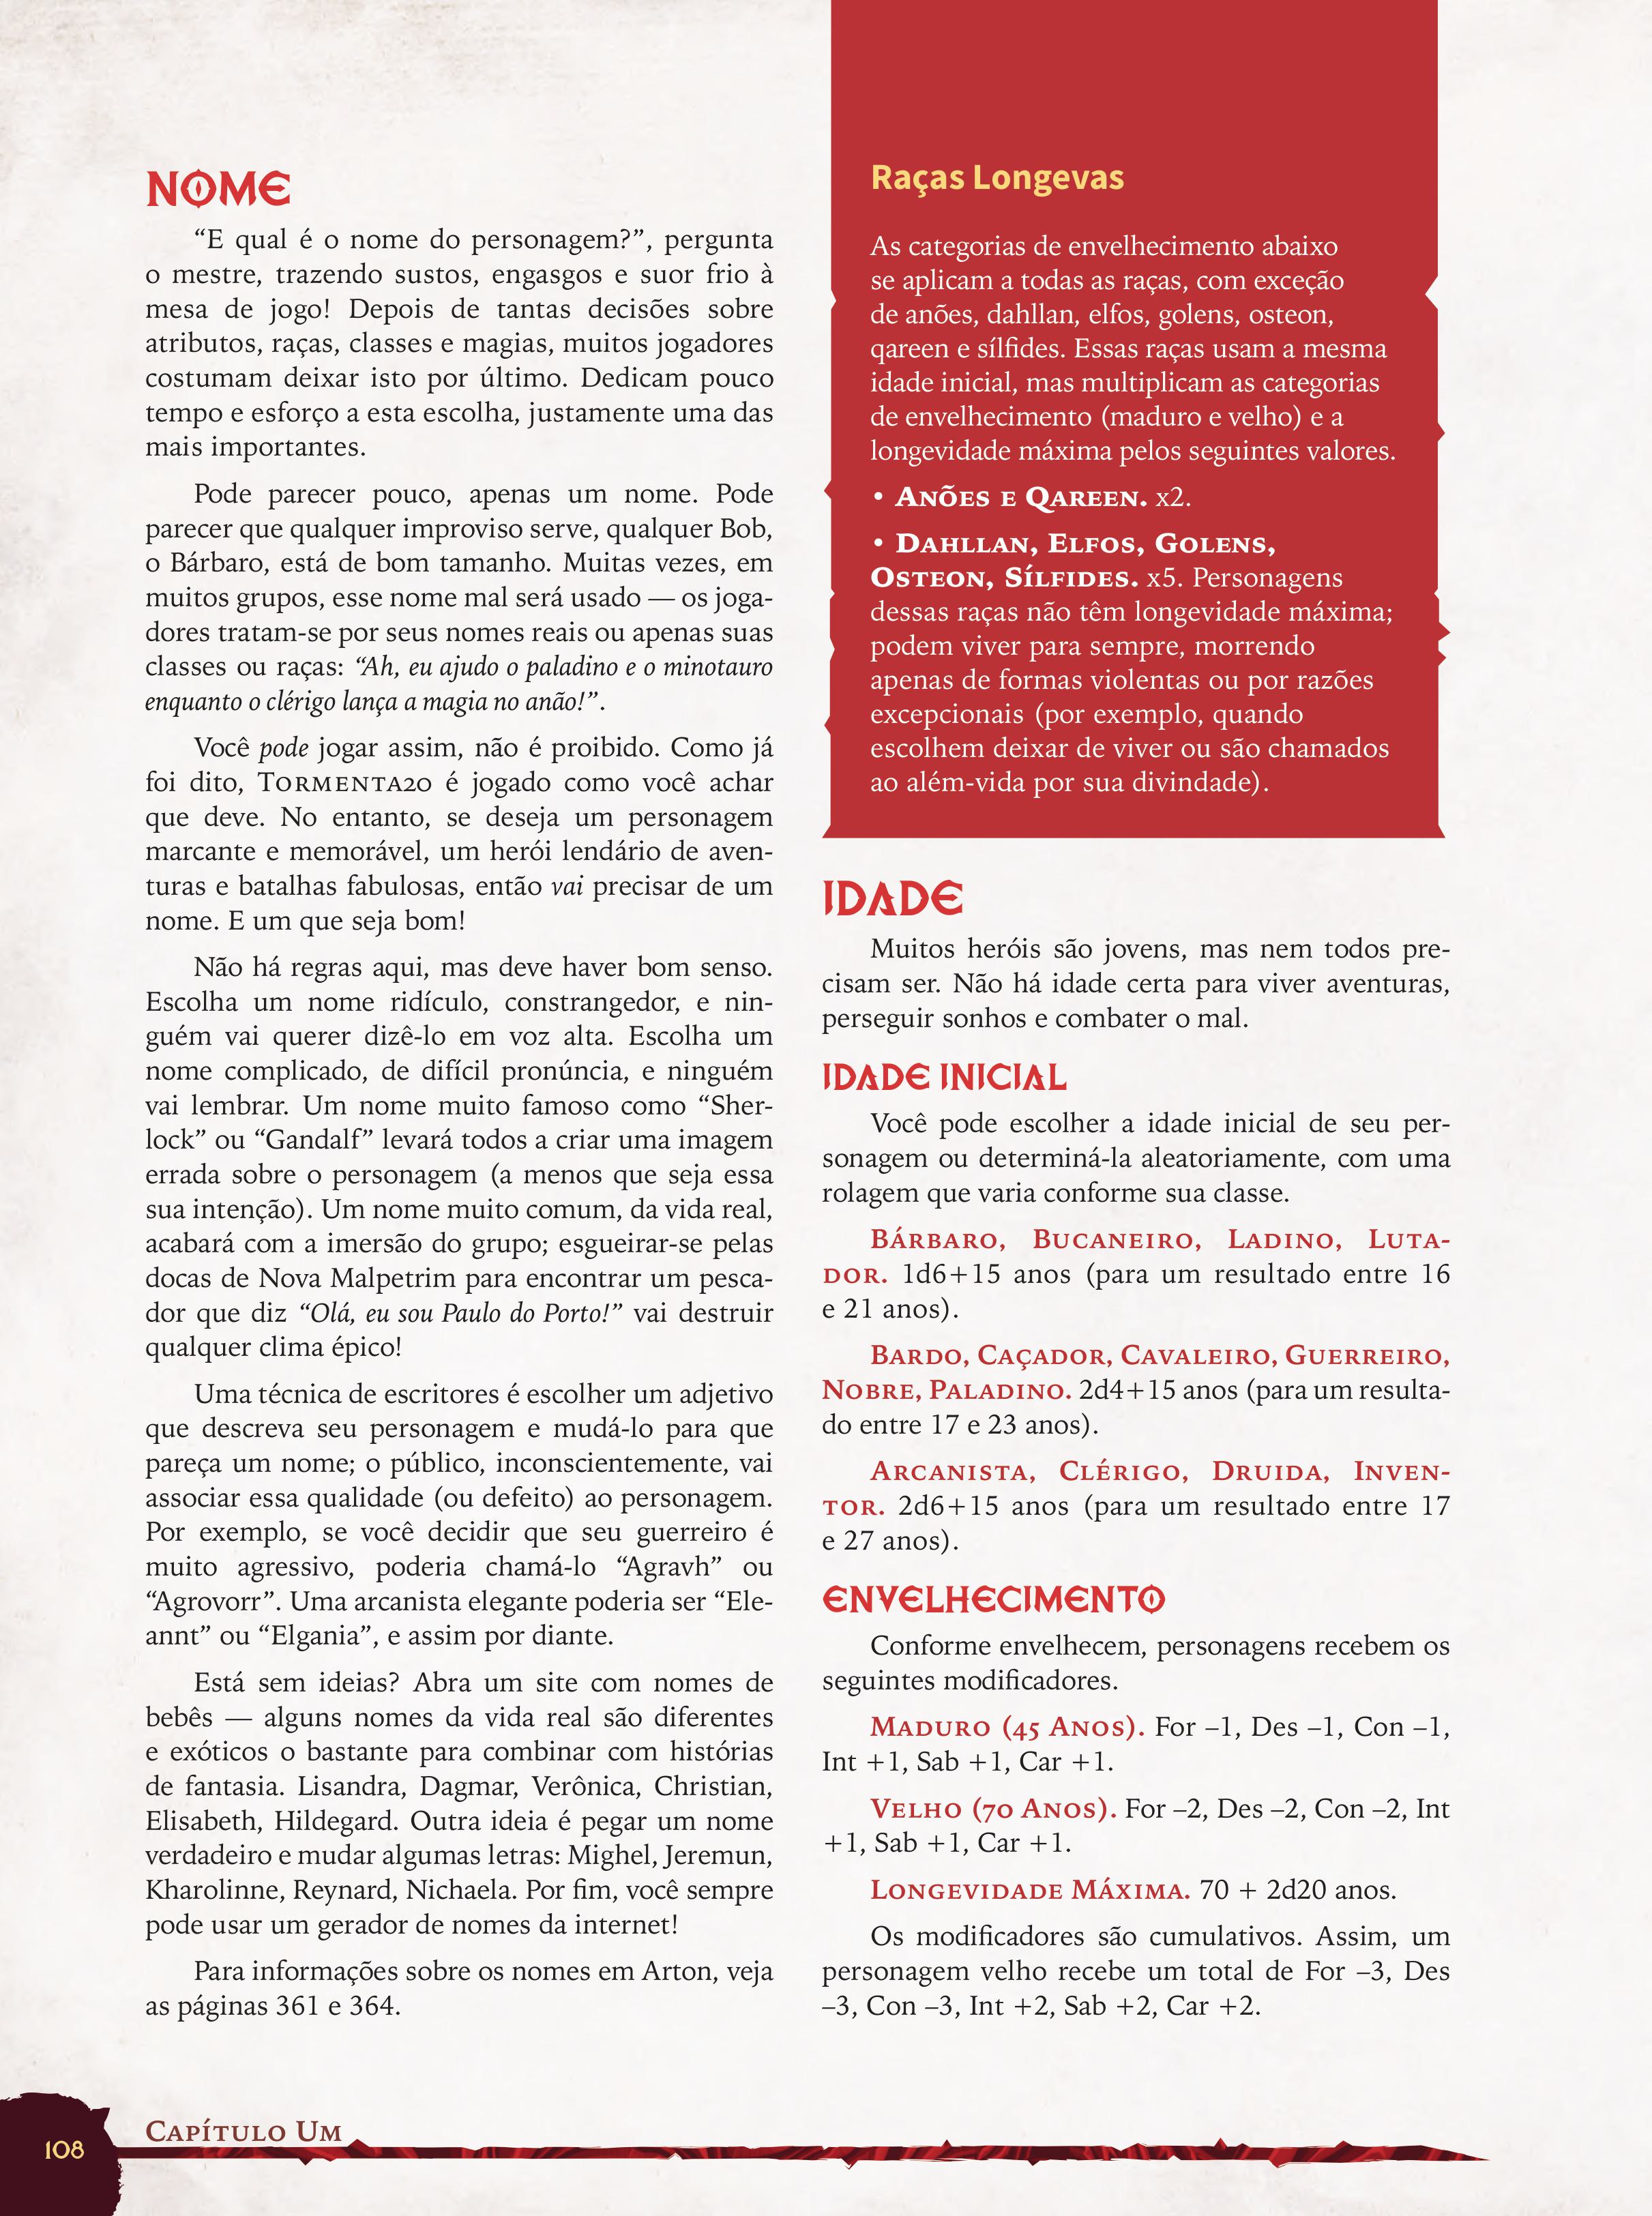 NOME
“E qual é o nome do personagem?”, pergunta
o mestre, trazendo sustos, engasgos e suor frio à
mesa de jogo! Depois de tantas decisões sobre
atributos, raças, classes e magias, muitos jogadores
costumam deixar isto por último. Dedicam pouco
tempo e esforço a esta escolha, justamente uma das
mais importantes.
Pode parecer pouco, apenas um nome. Pode
parecer que qualquer improviso serve, qualquer Bob,
o Bárbaro, está de bom tamanho. Muitas vezes, em
muitos grupos, esse nome mal será usado — os joga-
dores tratam-se por seus nomes reais ou apenas suas
classes ou raças: “Ah, eu ajudo o paladino e o minotauro
enquanto o clérigo lança a magia no anão!”.
Você pode jogar assim, não é proibido. Como já
foi dito, TORMENTA20 é jogado como você achar
que deve. No entanto, se deseja um personagem
marcante e memorável, um herói lendário de aven-
turas e batalhas fabulosas, então vai precisar de um
nome. E um que seja bom!
Não há regras aqui, mas deve haver bom senso.
Escolha um nome ridículo, constrangedor, e nin-
guém vai querer dizê-lo em voz alta. Escolha um
nome complicado, de difícil pronúncia, e ninguém
vai lembrar. Um nome muito famoso como “Sher-
lock” ou “Gandalf” levará todos a criar uma imagem
errada sobre o personagem (a menos que seja essa
sua intenção). Um nome muito comum, da vida real,
acabará com a imersão do grupo; esgueirar-se pelas
docas de Nova Malpetrim para encontrar um pesca-
dor que diz “Olá, eu sou Paulo do Porto!” vai destruir
qualquer clima épico!
Uma técnica de escritores é escolher um adjetivo
que descreva seu personagem e mudá-lo para que
pareça um nome; o público, inconscientemente, vai
associar essa qualidade (ou defeito) ao personagem.
Por exemplo, se você decidir que seu guerreiro é
muito agressivo, poderia chamá-lo “Agravh” ou
“Agrovorr”. Uma arcanista elegante poderia ser “Ele-
annt” ou “Elgania”, e assim por diante.
Está sem ideias? Abra um site com nomes de
bebês — alguns nomes da vida real são diferentes
e exóticos o bastante para combinar com histórias
de fantasia. Lisandra, Dagmar, Verônica, Christian,
Elisabeth, Hildegard. Outra ideia é pegar um nome
verdadeiro e mudar algumas letras: Mighel, Jeremun,
Kharolinne, Reynard, Nichaela. Por fim, você sempre
pode usar um gerador de nomes da internet!
Para informações sobre os nomes em Arton, veja
as páginas 361 e 364.
Raças Longevas
As categorias de envelhecimento abaixo
se aplicam a todas as raças, com exceção
de anões, dahllan, elfos, golens, osteon,
qareen e sílfides. Essas raças usam a mesma
idade inicial, mas multiplicam as categorias
de envelhecimento (maduro e velho) e a
longevidade máxima pelos seguintes valores.
• ANÕES E QAREEN. x2.
• DAHLLAN, ELFOS, GOLENS,
OSTEON, SÍLFIDES. x5. Personagens
dessas raças não têm longevidade máxima;
podem viver para sempre, morrendo
apenas de formas violentas ou por razões
excepcionais (por exemplo, quando
escolhem deixar de viver ou são chamados
ao além-vida por sua divindade).
IDADE
Muitos heróis são jovens, mas nem todos pre-
cisam ser. Não há idade certa para viver aventuras,
perseguir sonhos e combater o mal.
IDADE INICIAL
Você pode escolher a idade inicial de seu per-
sonagem ou determiná-la aleatoriamente, com uma
rolagem que varia conforme sua classe.
BÁRBARO, BUCANEIRO, LADINO, LUTA-
DOR. 1d6+15 anos (para um resultado entre 16
e 21 anos).
BARDO, CAÇADOR, CAVALEIRO, GUERREIRO,
NOBRE, PALADINO. 2d4+15 anos (para um resulta-
do entre 17 e 23 anos).
ARCANISTA, CLÉRIGO, DRUIDA, INVEN-
TOR. 2d6+15 anos (para um resultado entre 17
e 27 anos).
ENVELHECIMENTO
Conforme envelhecem, personagens recebem os
seguintes modificadores.
MADURO (45 ANOS). For –1, Des –1, Con –1,
Int +1, Sab +1, Car +1.
VELHO (70 ANOS). For –2, Des –2, Con –2, Int
+1, Sab +1, Car +1.
LONGEVIDADE MÁXIMA. 70 + 2d20 anos.
Os modificadores são cumulativos. Assim, um
personagem velho recebe um total de For –3, Des
–3, Con –3, Int +2, Sab +2, Car +2.
CAPÍTULO UM
108